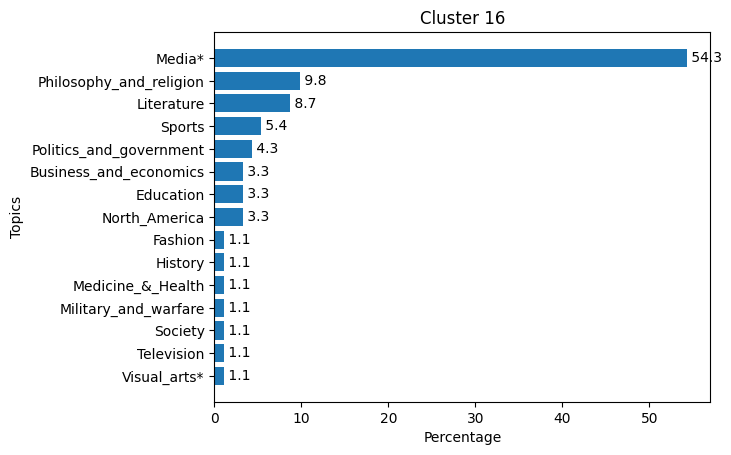 Cluster 16
Media* 54.3
Philosophy_and_religion 9.8
Literature 8.7
Sports 5.4
Politics_and_government 4.3
Business_and_economics 3.3
Education 3.3
North_America 3.3
Fashion 1.1
History 1.1
Medicine_&_Health 1.1
Military_and_warfare 1.1
Society 1.1
Television 1.1
Visual_arts* 1.1
Topics
0 10 20 30 40 50
Percentage